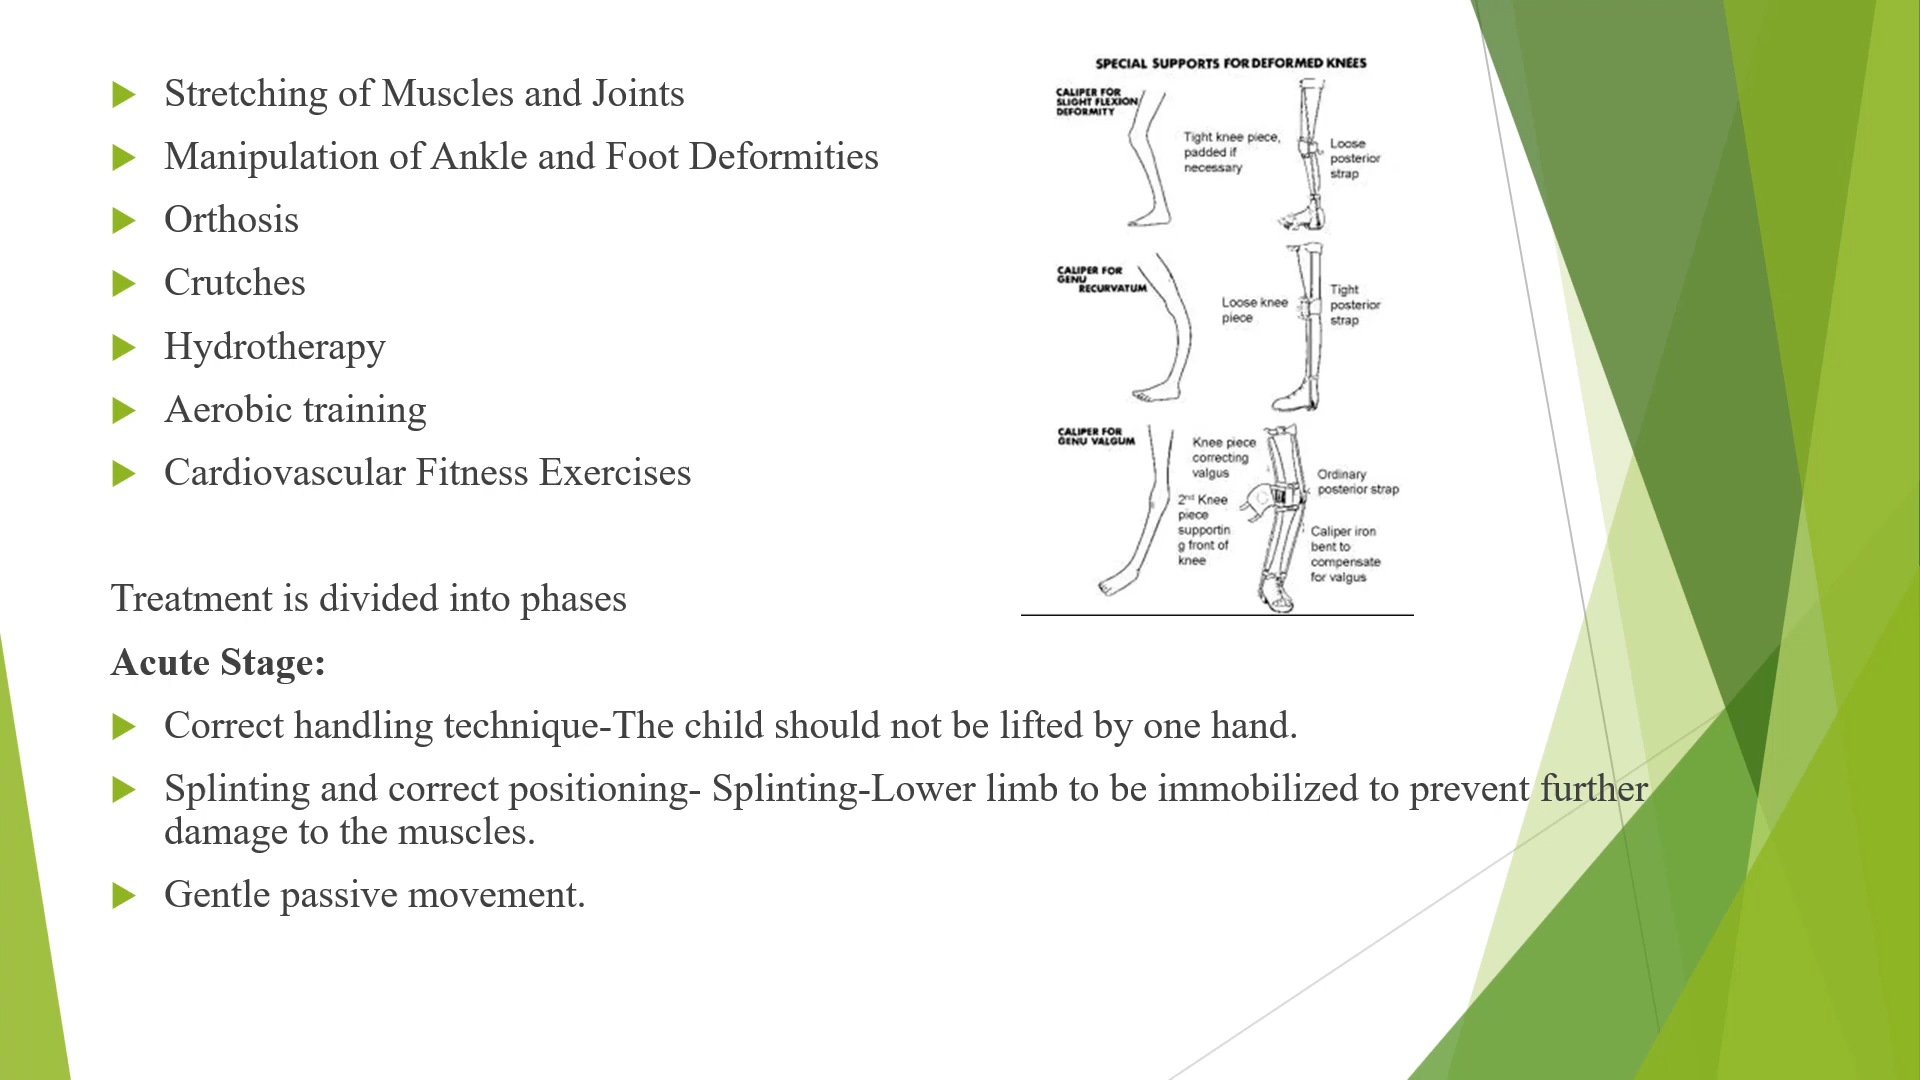 Stretching of Muscles and Joints
Manipulation of Ankle and Foot Deformities
Orthosis
Crutches
Hydrotherapy
Aerobic training
Cardiovascular Fitness Exercises
SPECIAL SUPPORTS FOR DEFORMED KNEES
CALIPER FOR
SLIGHT FLEXION
DEFORMITY
Tight knee piece,
padded if
necessary
Loose
posterior
strap
CALIPER FOR
GENU
RECURVATUM
Loose knee
piece
Tight
posterior
strap
CALIPER FOR
GENU VALGUM
Knee piece
correcting
valgus
2nd Knee
piece
supportin
g front of
knee
Ordinary
posterior strap
Caliper iron
bent to
compensate
for valgus
Treatment is divided into phases
Acute Stage:
Correct handling technique-The child should not be lifted by one hand.
Splinting and correct positioning- Splinting-Lower limb to be immobilized to prevent further
damage to the muscles.
Gentle passive movement.